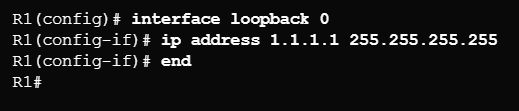 R1(config)# interface loopback 0
R1(config-if)# ip address 1.1.1.1 255.255.255.255
R1(config-if)# end
R1#